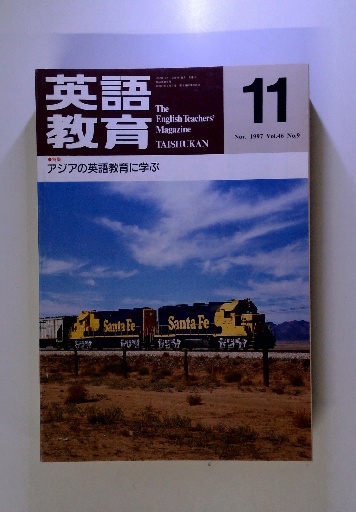 英語
教育
The
English Teachers'
Magazine
TAISHUKAN
11
Nov. 1997 Vol.46 No.9
●特集
アジアの英語教育に学ぶ
Santa Fe
Santa Fe